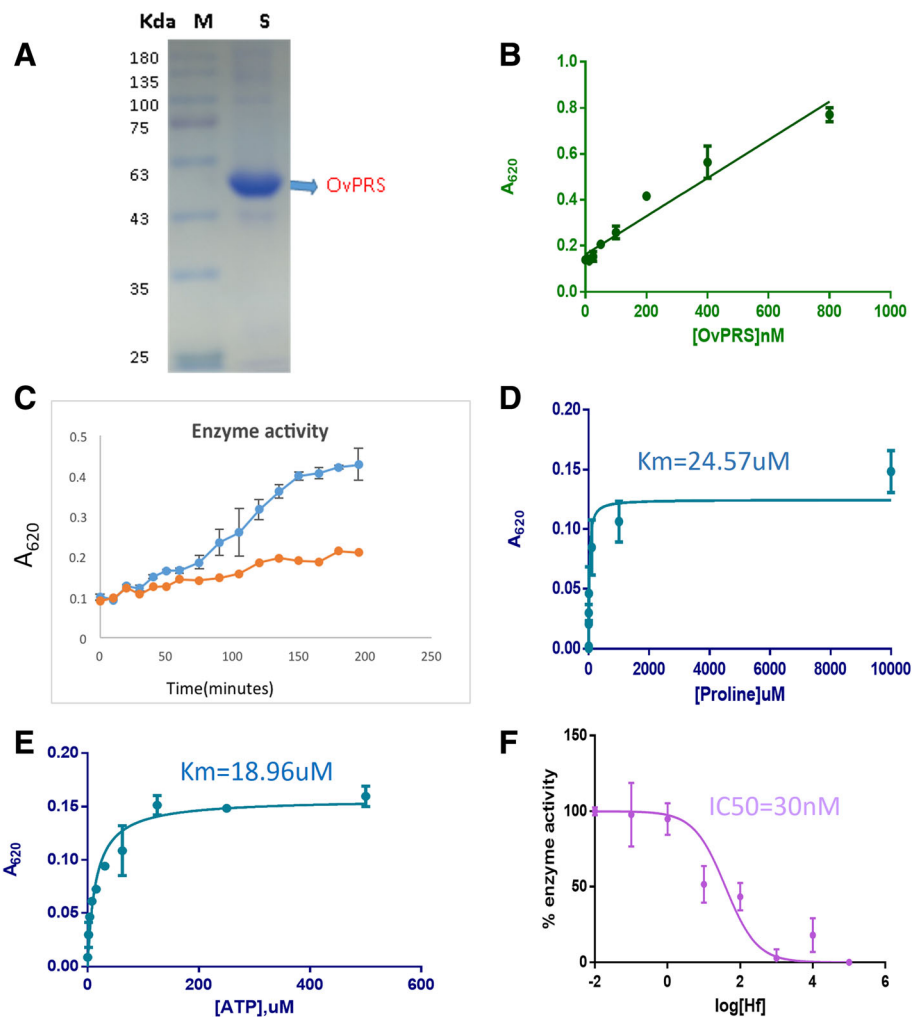 A
Kda M S
180
135
100
75
63
43
35
25
OvPRS
B
1.0
0.8
0.6
0.4
0.2
0.0
A620
0 200 400 600 800 1000
[OvPRS]nM
C
Enzyme activity
0.5
0.4
0.3
0.2
0.1
0
A620
0 50 100 150 200 250
Time(minutes)
D
Km=24.57uM
0.20
0.15
0.10
0.05
0.00
A620
0 2000 4000 6000 8000 10000
[Proline]uM
E
Km=18.96uM
0.20
0.15
0.10
0.05
0.00
A620
0 200 400 600
[ATP],uM
F
IC50=30nM
150
100
50
0
% enzyme activity
-2 0 2 4 6
log[Hf]